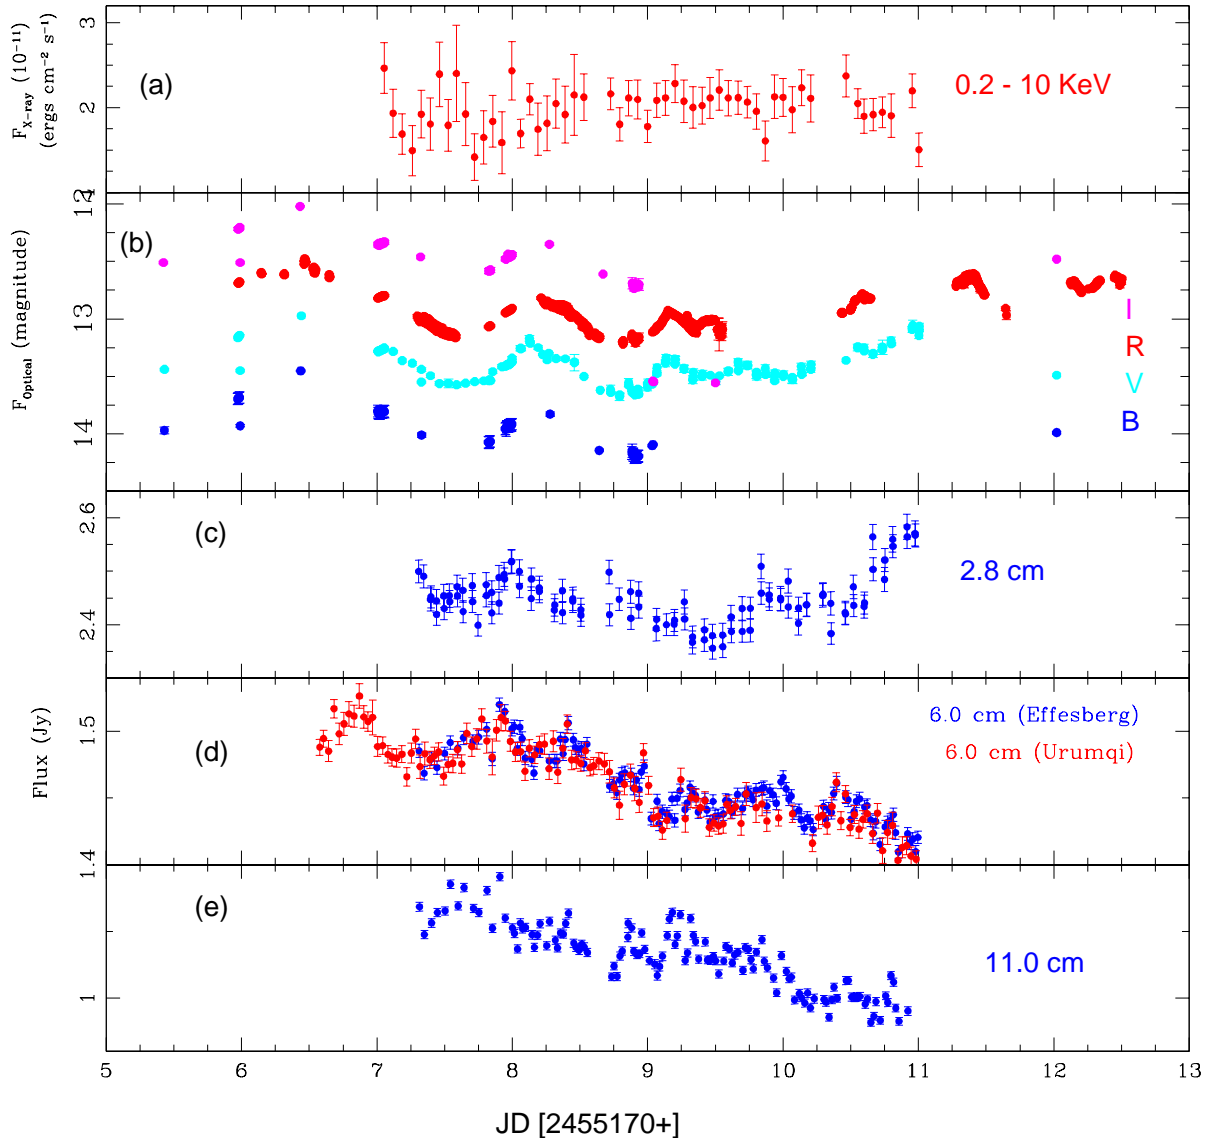 F_X-ray (10⁻¹¹)
(ergs cm⁻² s⁻¹)
3
2
1
(a)
0.2 - 10 KeV
F_Optical (magnitude)
12
13
14
(b)
I
R
V
B
2.6
2.4
(c)
2.8 cm
Flux (Jy)
1.5
1.4
(d)
6.0 cm (Effesberg)
6.0 cm (Urumqi)
1
(e)
11.0 cm
5 6 7 8 9 10 11 12 13
JD [2455170+]